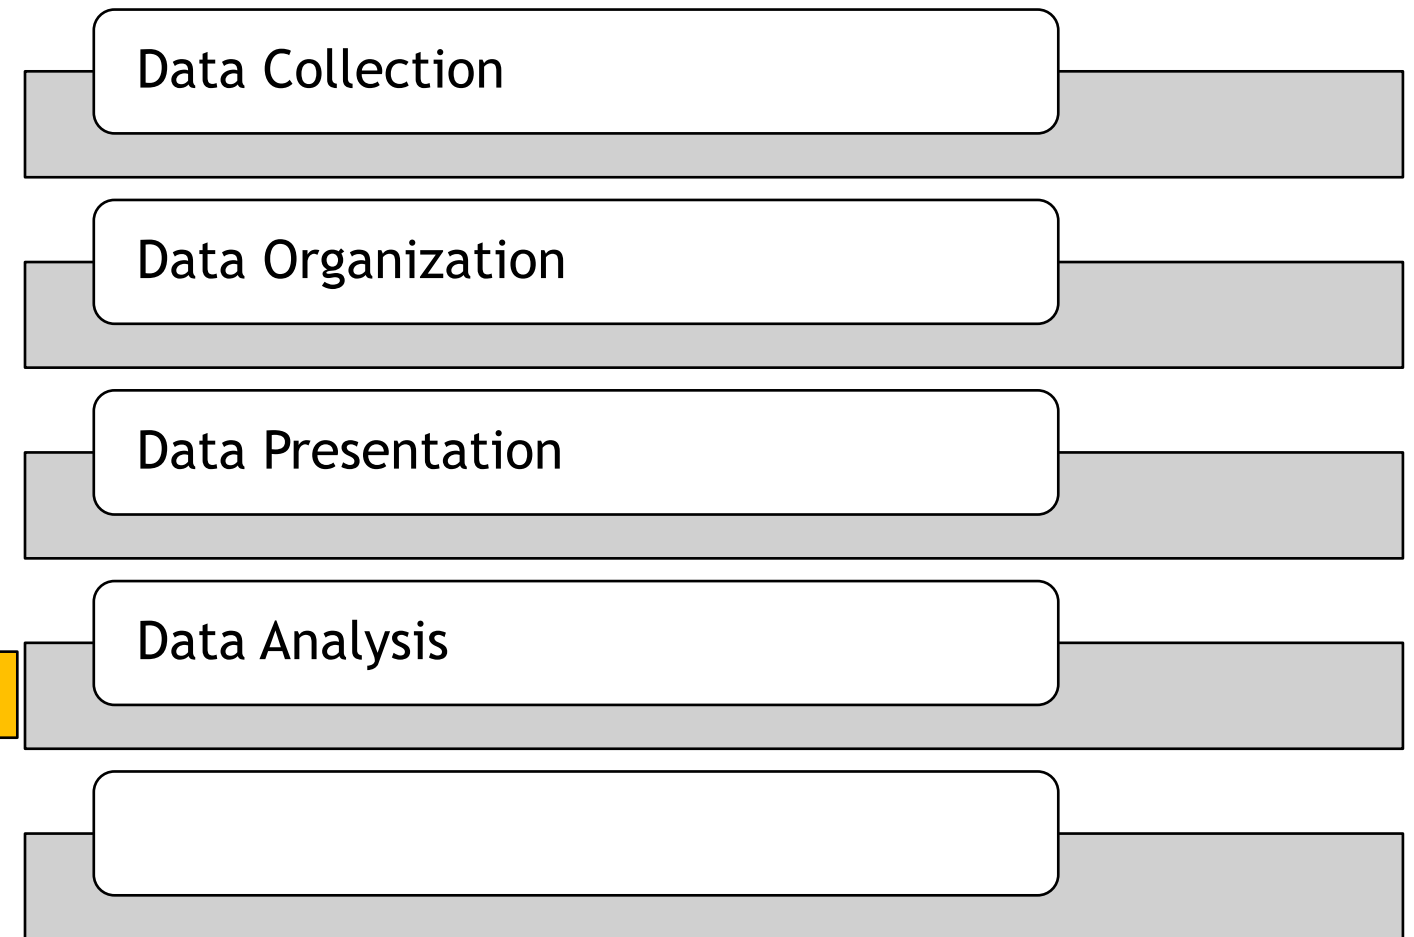 Data Collection
Data Organization
Data Presentation
Data Analysis